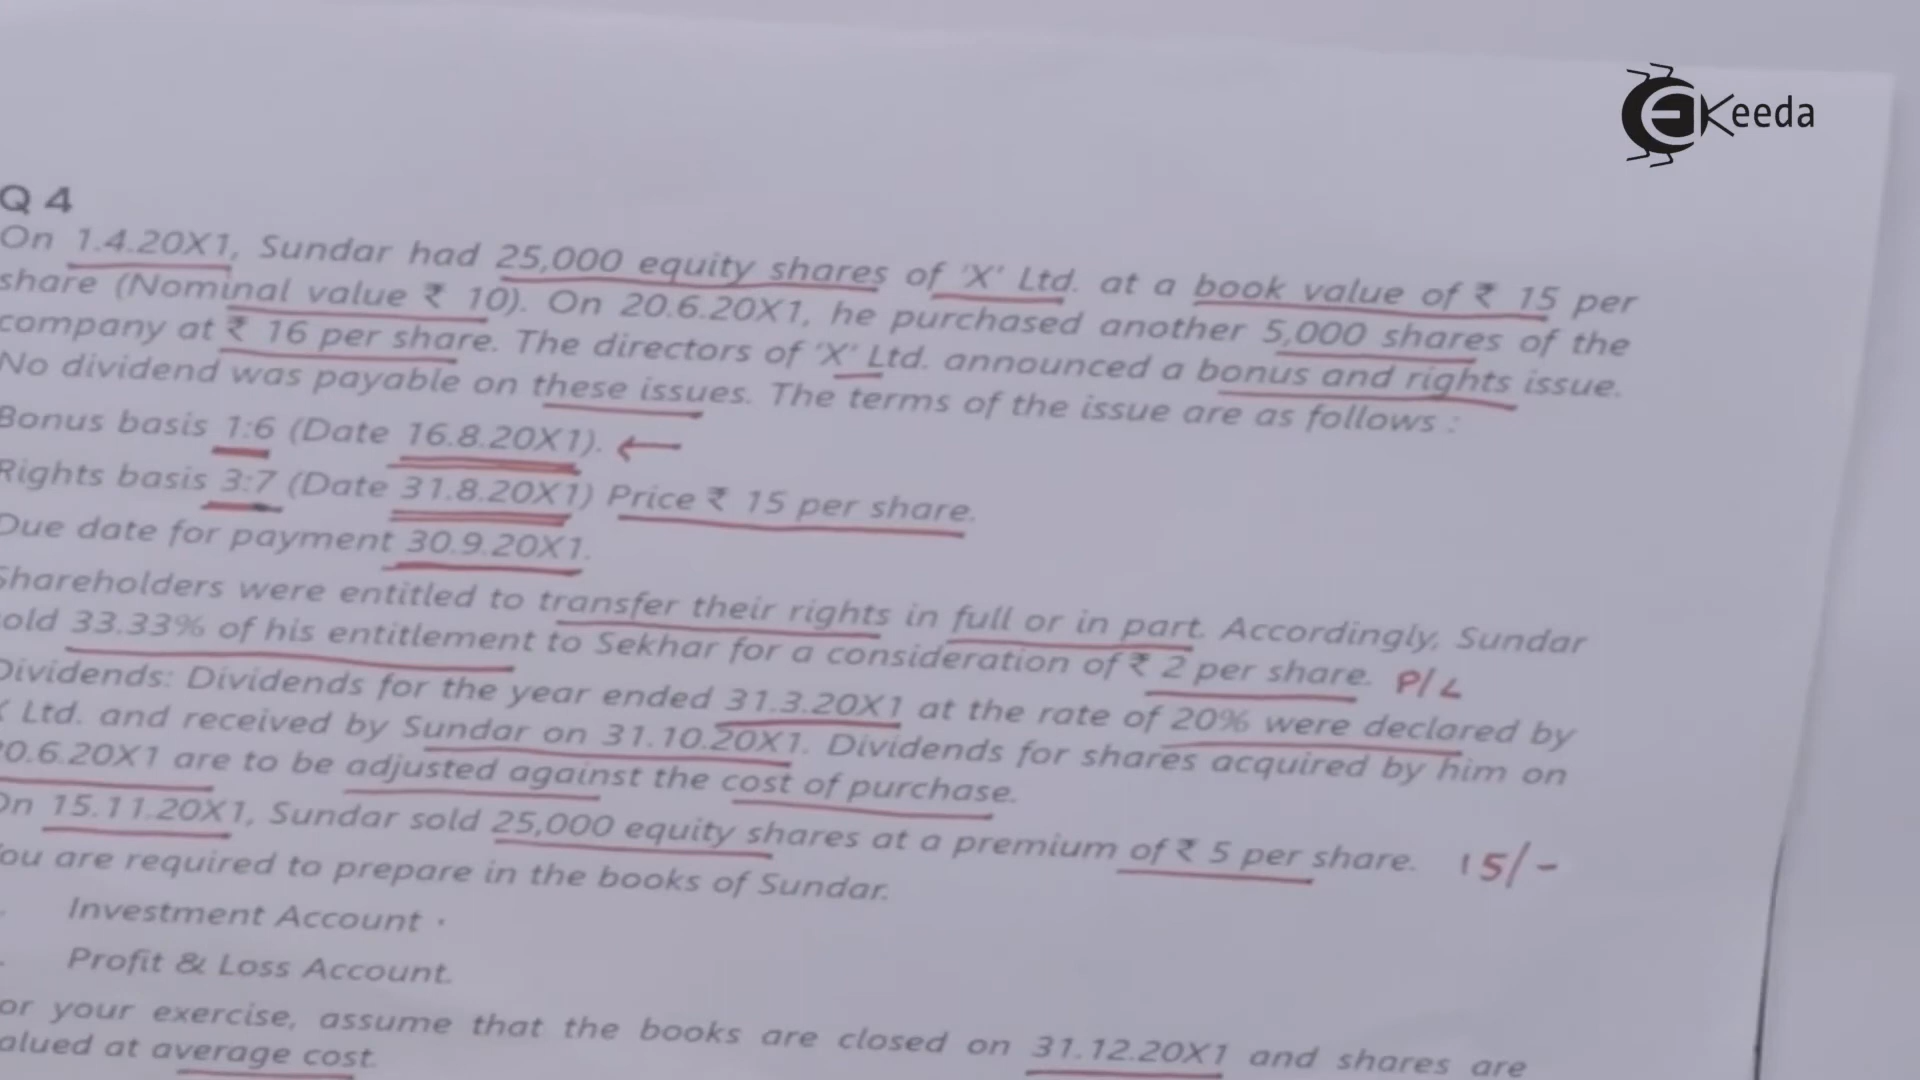 Keeda
Q 4
On 1.4.20X1, Sundar had 25,000 equity shares of 'X' Ltd. at a book value of ₹ 15 per
share (Nominal value ₹ 10). On 20.6.20X1, he purchased another 5,000 shares of the
company at ₹ 16 per share. The directors of 'X' Ltd. announced a bonus and rights issue.
No dividend was payable on these issues. The terms of the issue are as follows :
Bonus basis 1:6 (Date 16.8.20X1). ←
Rights basis 3:7 (Date 31.8.20X1) Price ₹ 15 per share.
Due date for payment 30.9.20X1.
Shareholders were entitled to transfer their rights in full or in part. Accordingly, Sundar
old 33.33% of his entitlement to Sekhar for a consideration of ₹ 2 per share. P/L
Dividends: Dividends for the year ended 31.3.20X1 at the rate of 20% were declared by
Ltd. and received by Sundar on 31.10.20X1. Dividends for shares acquired by him on
0.6.20X1 are to be adjusted against the cost of purchase.
On 15.11.20X1, Sundar sold 25,000 equity shares at a premium of ₹ 5 per share. 15/-
ou are required to prepare in the books of Sundar.
Investment Account
Profit & Loss Account.
or your exercise, assume that the books are closed on 31.12.20X1 and shares are
alued at average cost.